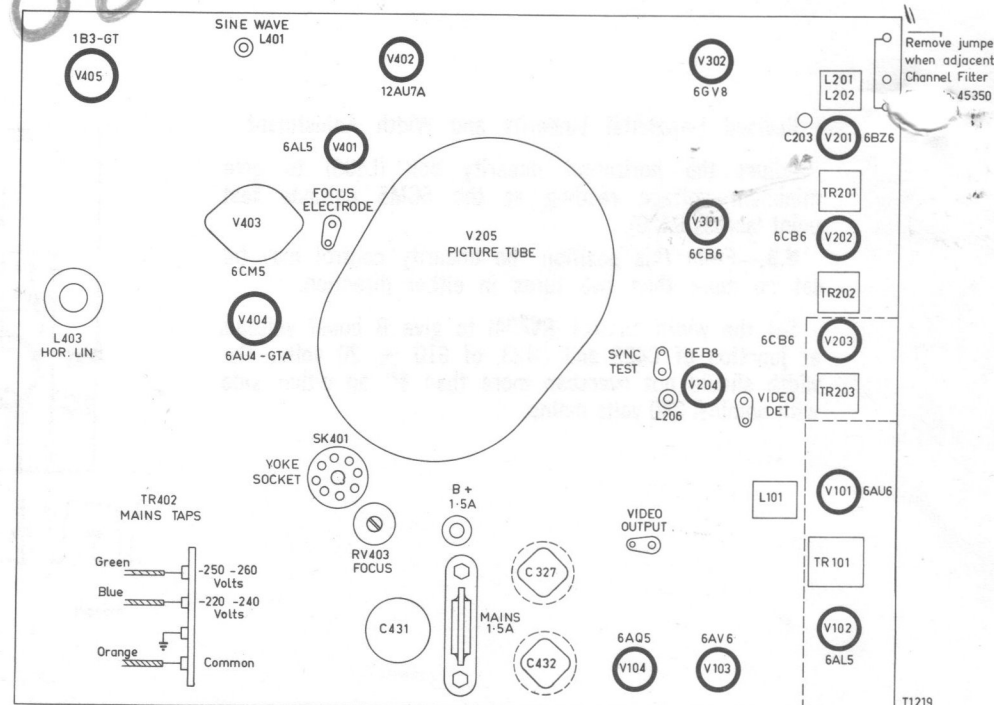 1B3-GT
V405
SINE WAVE
L401
V402
12AU7A
V302
6GV8
Remove jumper
when adjacent
Channel Filter
45350
L201
L202
C203
V201
6BZ6
6AL5
V401
FOCUS
ELECTRODE
V403
6CM5
V205
PICTURE TUBE
V301
6CB6
TR201
6CB6
V202
TR202
L403
HOR. LIN.
V404
6AU4-GTA
SYNC
TEST
6EB8
V204
L206
VIDEO
DET.
6CB6
V203
TR203
SK401
YOKE
SOCKET
RV403
FOCUS
B+
1·5A
L101
V101
6AU6
VIDEO
OUTPUT
TR101
TR402
MAINS TAPS
Green
-250 -260
Volts
Blue
-220 -240
Volts
Orange
Common
C431
MAINS
1·5A
C327
C432
6AQ5
V104
6AV6
V103
V102
6AL5
T1219